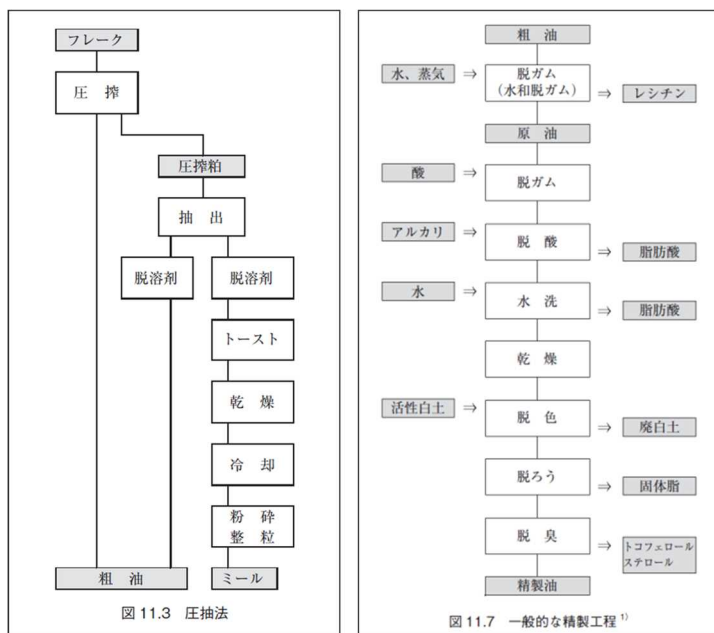 フレーク
圧 搾
圧搾粕
抽 出
脱溶剤
脱溶剤
トースト
乾 燥
冷 却
粉 砕
整 粒
粗 油
ミール
図 11.3 圧抽法
粗 油
水、蒸気 ⇒
脱ガム
(水和脱ガム)
⇒ レシチン
原 油
酸 ⇒
脱ガム
アルカリ ⇒
脱 酸
⇒ 脂肪酸
水 ⇒
水 洗
⇒ 脂肪酸
乾 燥
活性白土 ⇒
脱 色
⇒ 廃白土
脱ろう
⇒ 固体脂
脱 臭
⇒ トコフェロール
ステロール
精製油
図 11.7 一般的な精製工程 1)